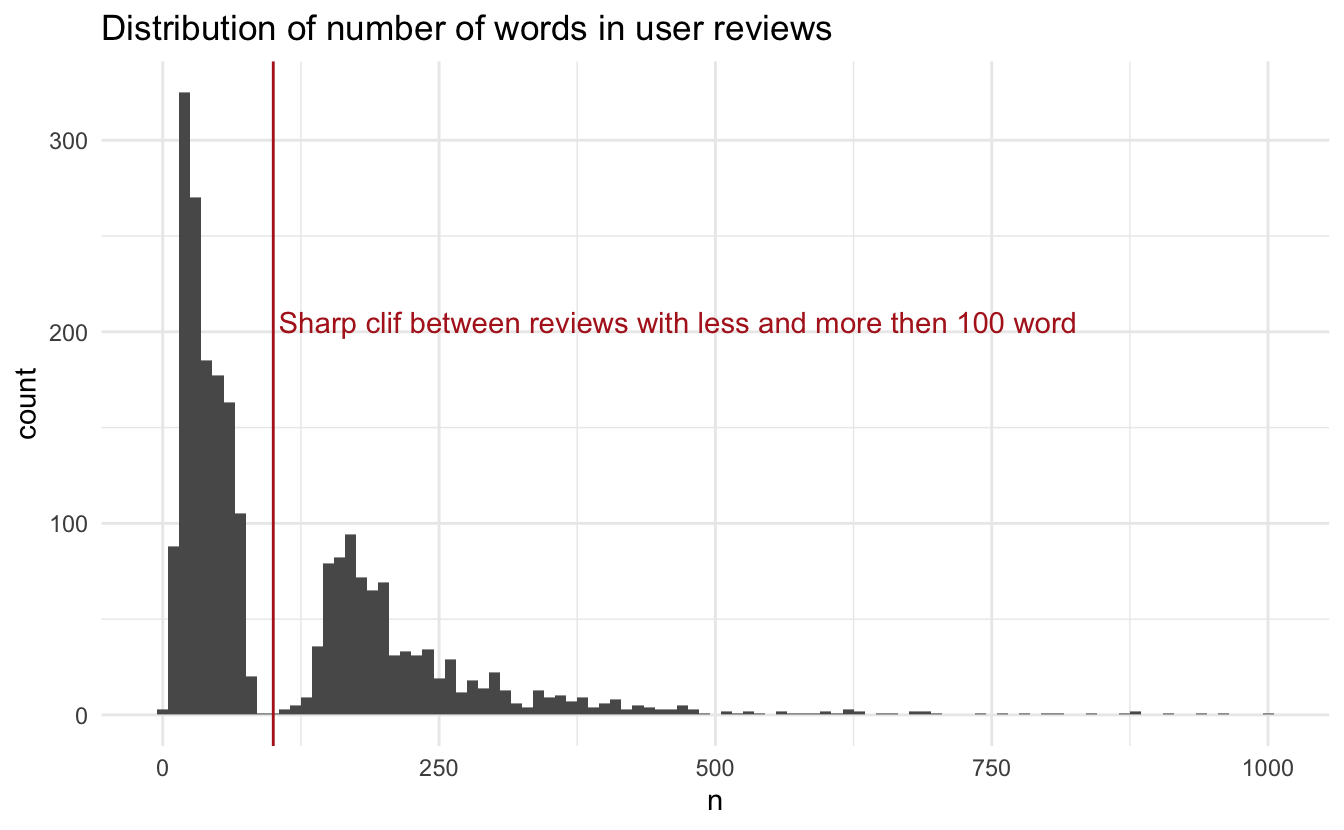 Distribution of number of words in user reviews
300
200
100
0
count
Sharp clif between reviews with less and more then 100 word
0 250 500 750 1000
n